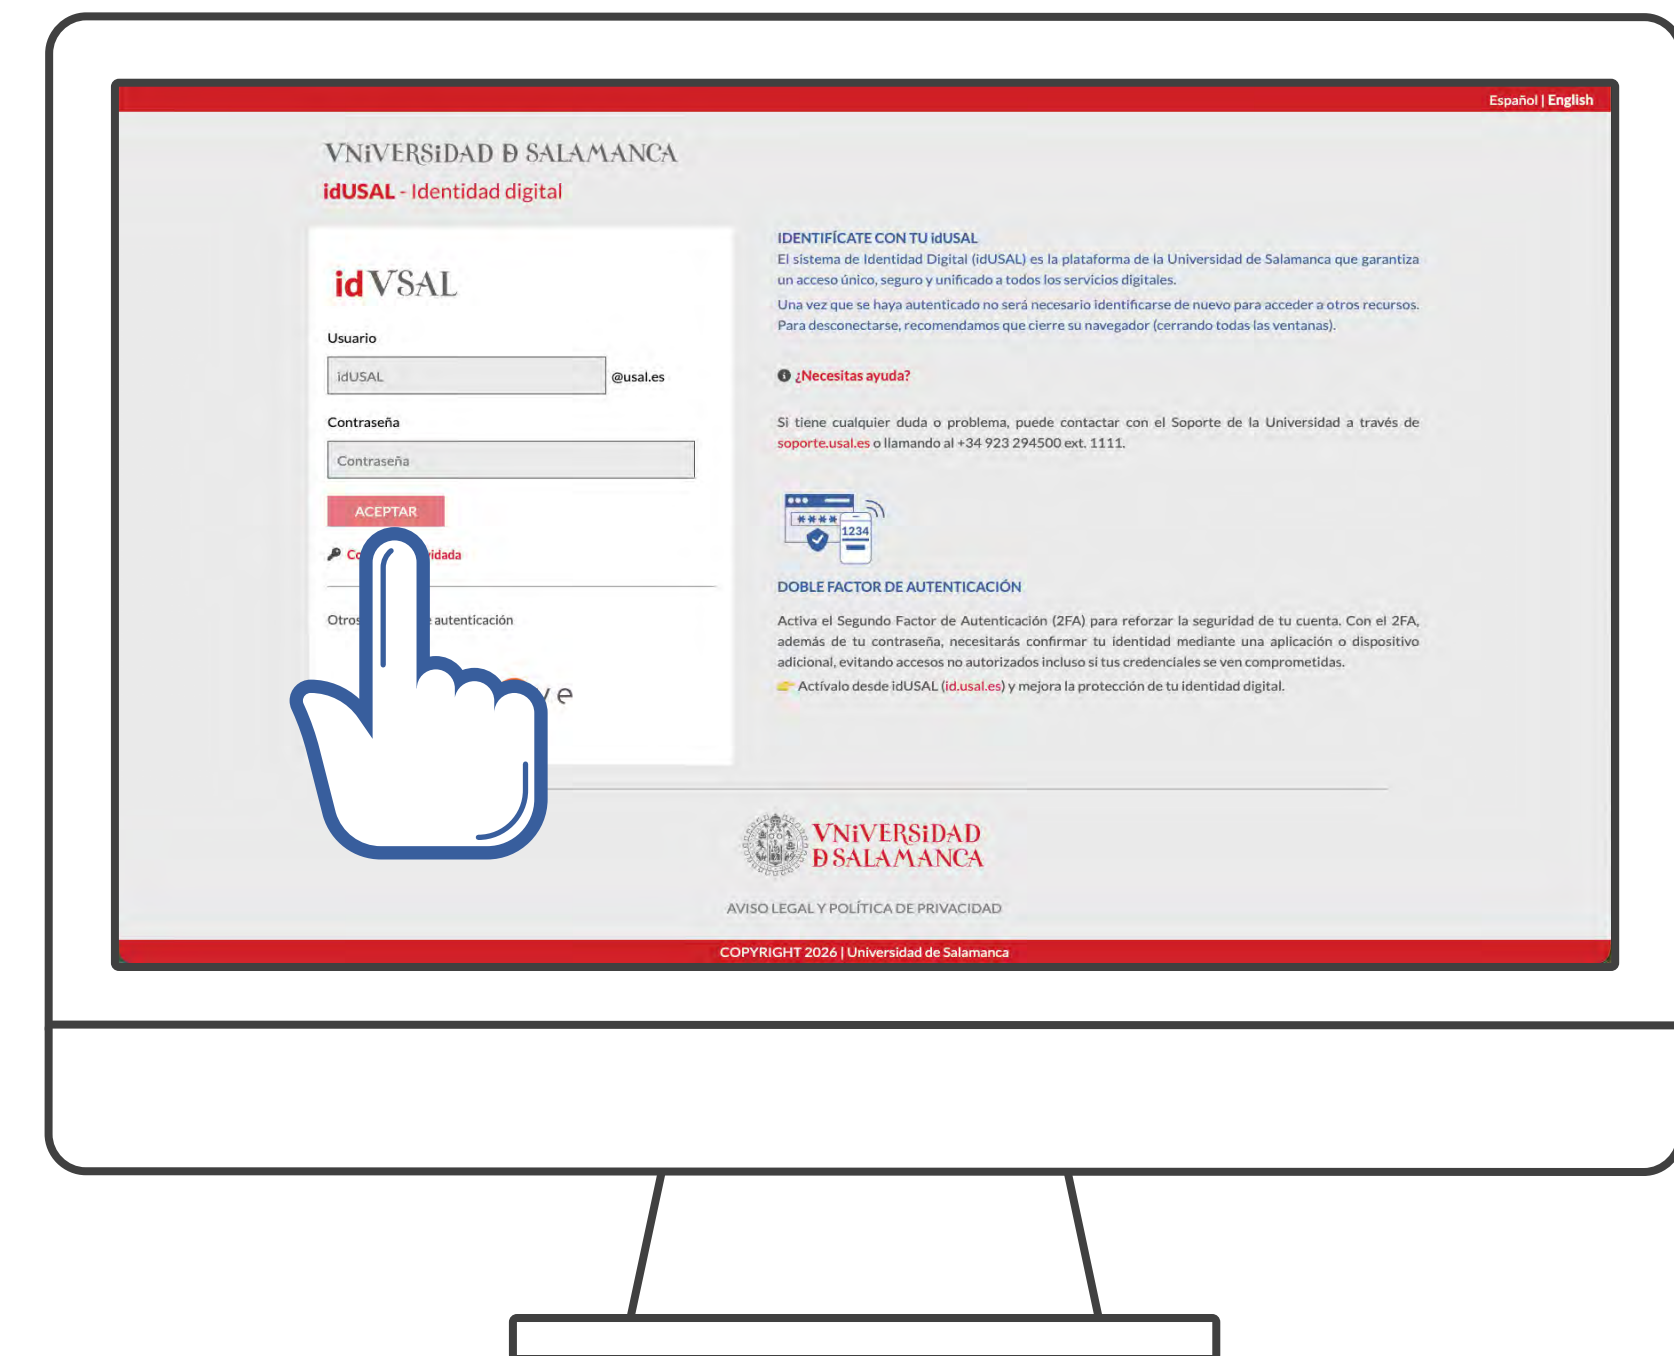 Español | English
VNiVERSiDAD Ð SALAMANCA
idUSAL - Identidad digital
idVSAL
Usuario
idUSAL
@usal.es
Contraseña
Contraseña
ACEPTAR
Otros autenticación
IDENTIFÍCATE CON TU idUSAL
El sistema de Identidad Digital (idUSAL) es la plataforma de la Universidad de Salamanca que garantiza
un acceso único, seguro y unificado a todos los servicios digitales.
Una vez que se haya autenticado no será necesario identificarse de nuevo para acceder a otros recursos.
Para desconectarse, recomendamos que cierre su navegador (cerrando todas las ventanas).
¿Necesitas ayuda?
Si tiene cualquier duda o problema, puede contactar con el Soporte de la Universidad a través de
soporte.usal.es o llamando al +34 923 294500 ext. 1111.
****
1234
DOBLE FACTOR DE AUTENTICACIÓN
Activa el Segundo Factor de Autenticación (2FA) para reforzar la seguridad de tu cuenta. Con el 2FA,
además de tu contraseña, necesitarás confirmar tu identidad mediante una aplicación o dispositivo
adicional, evitando accesos no autorizados incluso si tus credenciales se ven comprometidas.
👉 Actívalo desde idUSAL (id.usal.es) y mejora la protección de tu identidad digital.
VNiVERSiDAD
Ð SALAMANCA
AVISO LEGAL Y POLÍTICA DE PRIVACIDAD
COPYRIGHT 2026 | Universidad de Salamanca